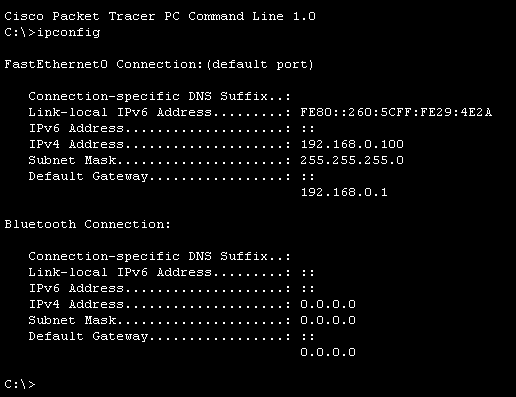 Cisco Packet Tracer PC Command Line 1.0
C:\>ipconfig
FastEthernet0 Connection:(default port)
Connection-specific DNS Suffix..:
Link-local IPv6 Address.........: FE80::260:5CFF:FE29:4E2A
IPv6 Address....................: ::
IPv4 Address....................: 192.168.0.100
Subnet Mask.....................: 255.255.255.0
Default Gateway.................: ::
192.168.0.1
Bluetooth Connection:
Connection-specific DNS Suffix..:
Link-local IPv6 Address.........: ::
IPv6 Address....................: ::
IPv4 Address....................: 0.0.0.0
Subnet Mask.....................: 0.0.0.0
Default Gateway.................: ::
0.0.0.0
C:\>